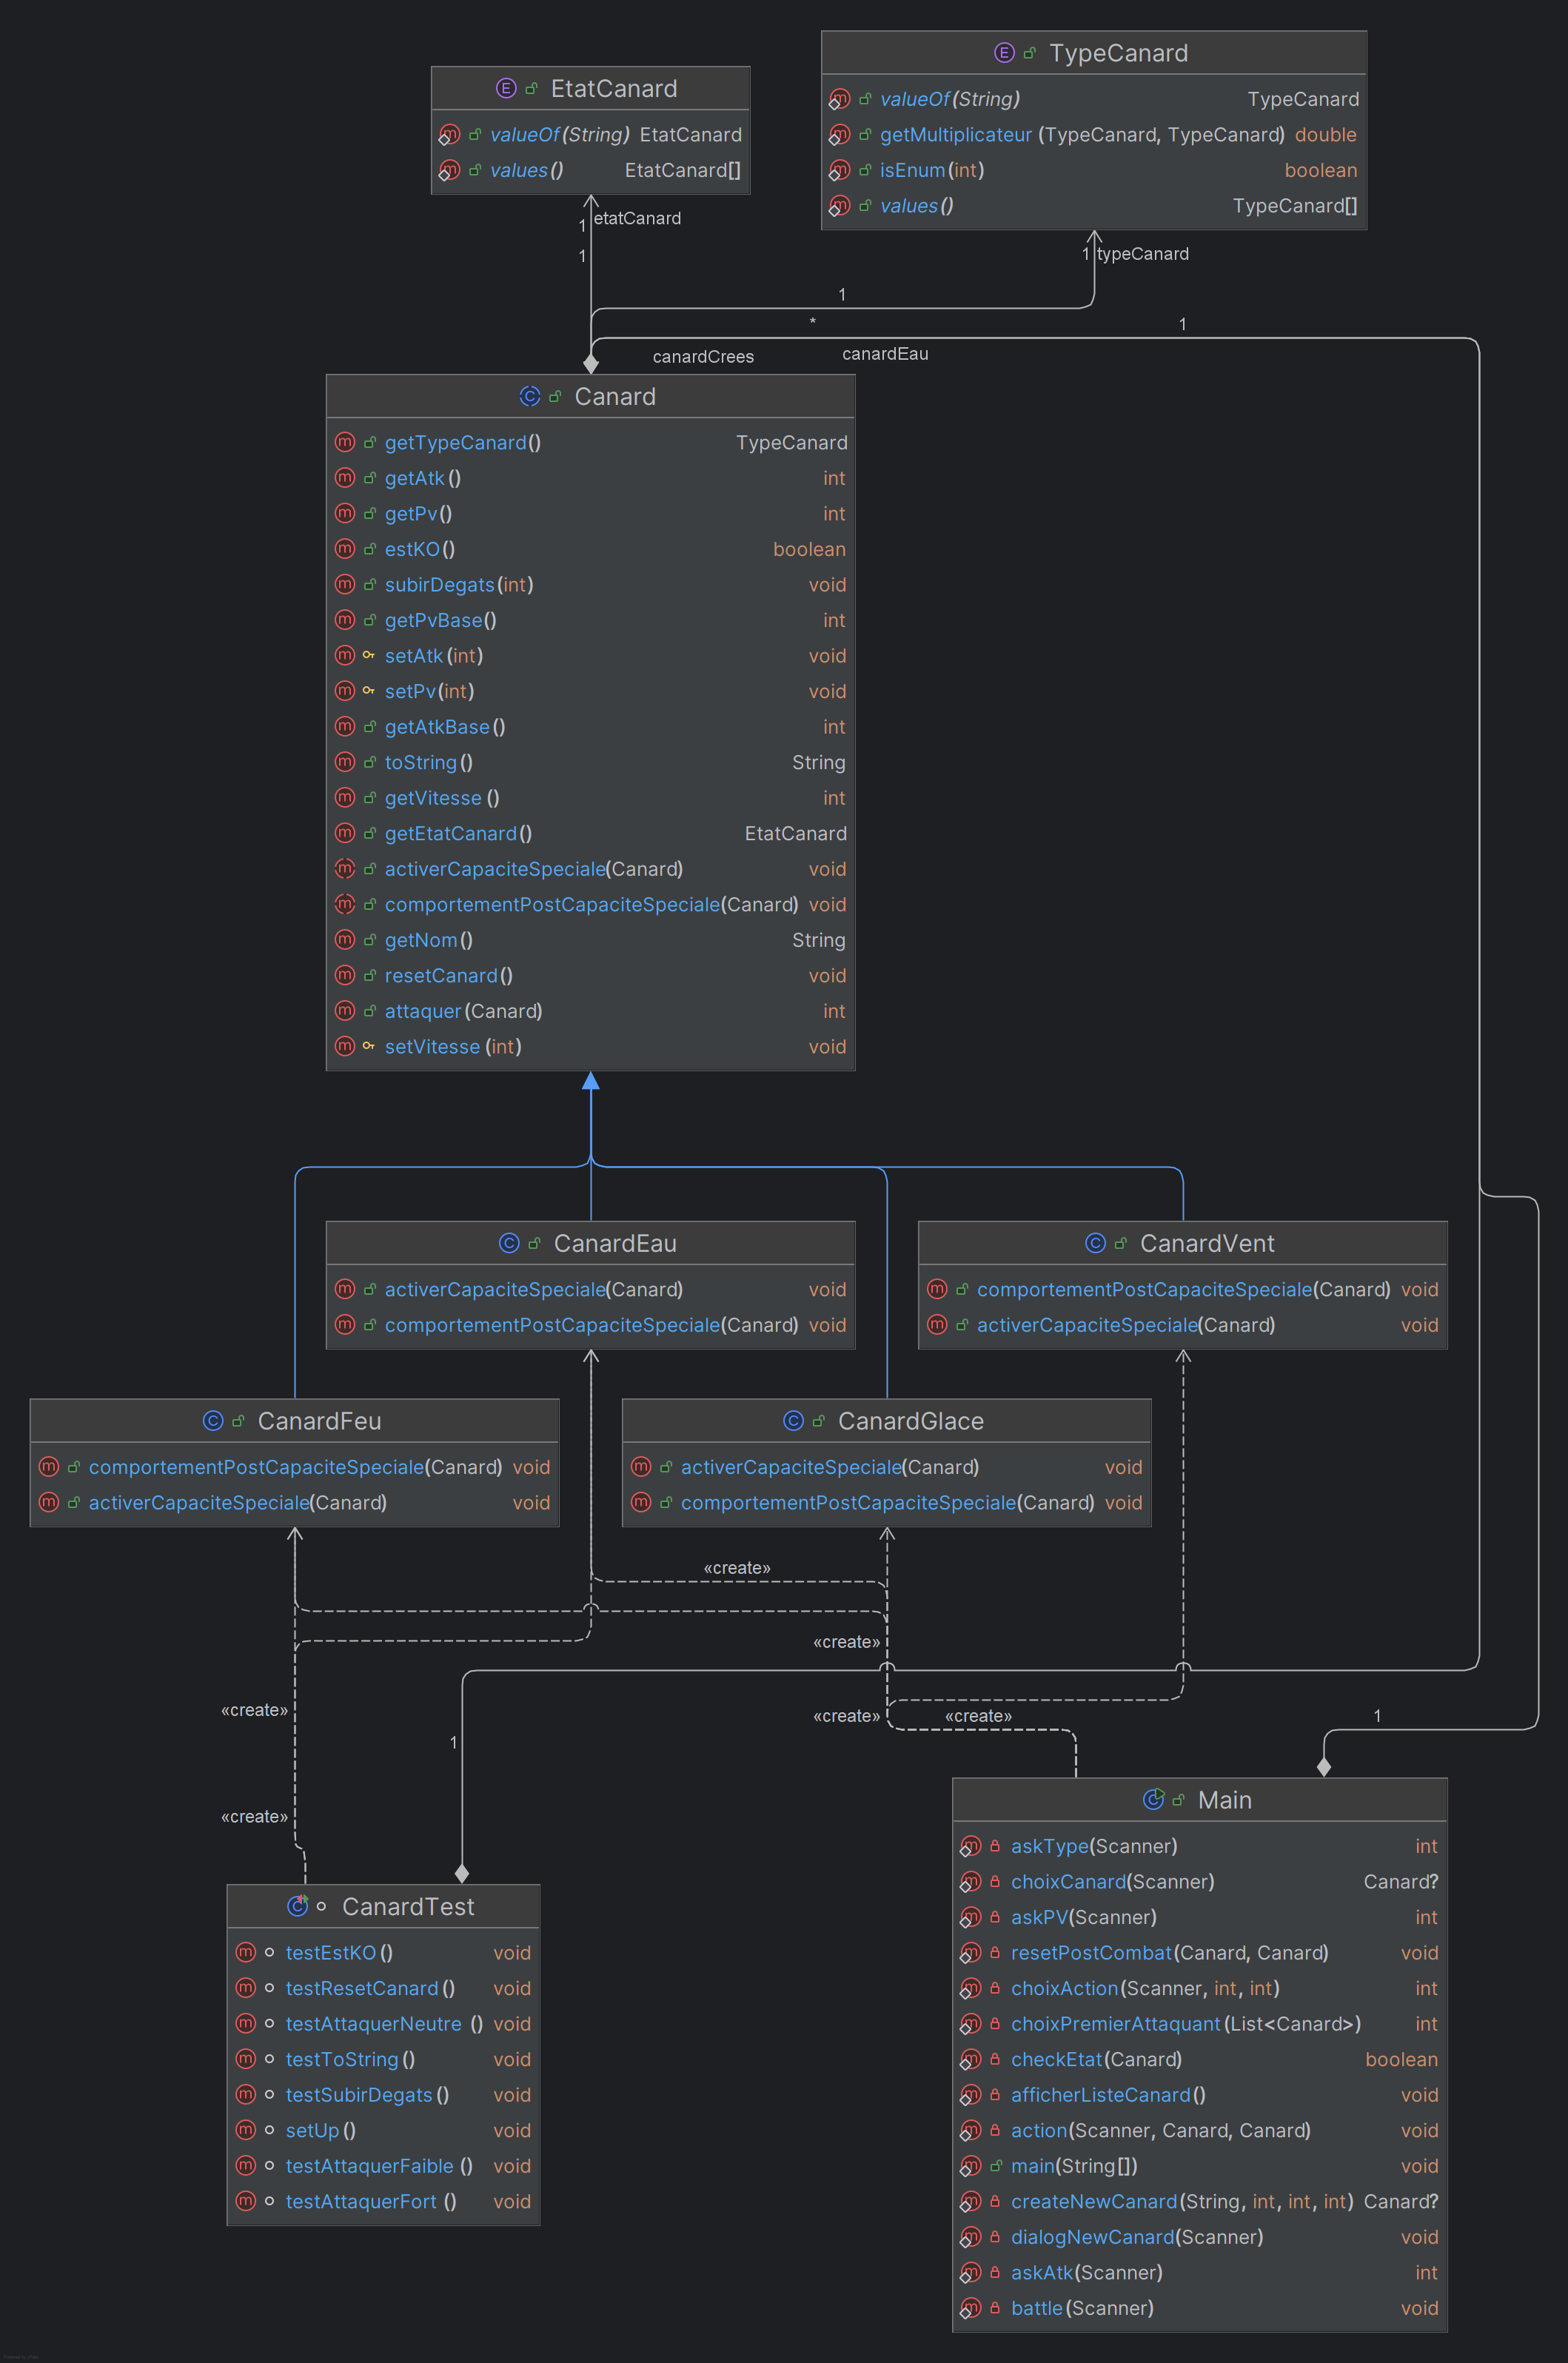 EtatCanard
valueOf(String) EtatCanard
values() EtatCanard[]
TypeCanard
valueOf(String) TypeCanard
getMultiplicateur (TypeCanard, TypeCanard) double
isEnum(int) boolean
values() TypeCanard[]
1 etatCanard
1
1 typeCanard
1
*
1
canardCrees
canardEau
Canard
getTypeCanard() TypeCanard
getAtk() int
getPv() int
estKO() boolean
subirDegats(int) void
getPvBase() int
setAtk(int) void
setPv(int) void
getAtkBase() int
toString() String
getVitesse () int
getEtatCanard() EtatCanard
activerCapaciteSpeciale(Canard) void
comportementPostCapaciteSpeciale(Canard) void
getNom() String
resetCanard() void
attaquer(Canard) int
setVitesse (int) void
CanardEau
activerCapaciteSpeciale(Canard) void
comportementPostCapaciteSpeciale(Canard) void
CanardVent
comportementPostCapaciteSpeciale(Canard) void
activerCapaciteSpeciale(Canard) void
CanardFeu
comportementPostCapaciteSpeciale(Canard) void
activerCapaciteSpeciale(Canard) void
CanardGlace
activerCapaciteSpeciale(Canard) void
comportementPostCapaciteSpeciale(Canard) void
«create»
«create»
«create»
«create»
«create»
1
1
«create»
CanardTest
testEstKO() void
testResetCanard() void
testAttaquerNeutre () void
testToString() void
testSubirDegats() void
setUp() void
testAttaquerFaible () void
testAttaquerFort () void
Main
askType(Scanner) int
choixCanard(Scanner) Canard?
askPV(Scanner) int
resetPostCombat(Canard, Canard) void
choixAction(Scanner, int, int) int
choixPremierAttaquant(List<Canard>) int
checkEtat(Canard) boolean
afficherListeCanard() void
action(Scanner, Canard, Canard) void
main(String[]) void
createNewCanard(String, int, int, int) Canard?
dialogNewCanard(Scanner) void
askAtk(Scanner) int
battle(Scanner) void